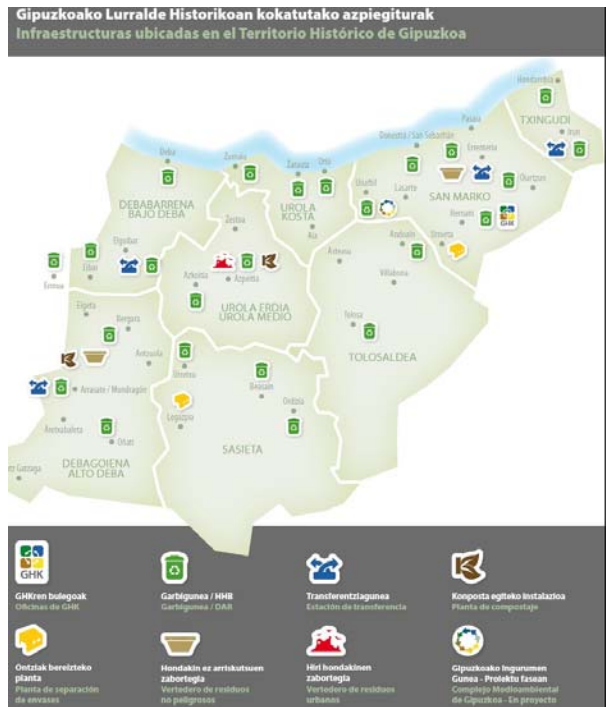 Gipuzkoako Lurralde Historikoan kokatutako azpiegiturak
Infraestructuras ubicadas en el Territorio Histórico de Gipuzkoa
Hondarribia
TXINGUDI
Irun
Pasaia
Donostia / San Sebastián
Errenteria
Oiartzun
Usurbil
Lasarte
SAN MARKO
Hernani
GHK
Urnieta
Andoain
Deba
Zumaia
Zarautz
Orio
DEBABARRENA
BAJO DEBA
UROLA
KOSTA
Zestoa
Aia
Elgoibar
Eibar
Ermua
Azkoitia
Azpeitia
UROLA ERDIA
UROLA MEDIO
Asteasu
Villabona
Tolosa
TOLOSALDEA
Elgeta
Bergara
Antzuola
Arrasate / Mondragón
Aretxabaleta
Oñati
DEBAGOIENA
ALTO DEBA
Urretxu
Legazpia
Beasain
Ordizia
SASIETA
GHK
GHKren bulegoak
Oficinas de GHK
Garbigunea / HHB
Garbigunea / DAR
Transferentziagunea
Estación de transferencia
Konposta egiteko instalazioa
Planta de compostaje
Ontziak bereizteko
planta
Planta de separación
de envases
Hondakin ez arriskutsuen
zabortegia
Vertedero de residuos
no peligrosos
Hiri hondakinen
zabortegia
Vertedero de residuos
urbanos
Gipuzkoako Ingurumen
Gunea - Proiektu fasean
Complejo Medioambiental
de Gipuzkoa - En proyecto